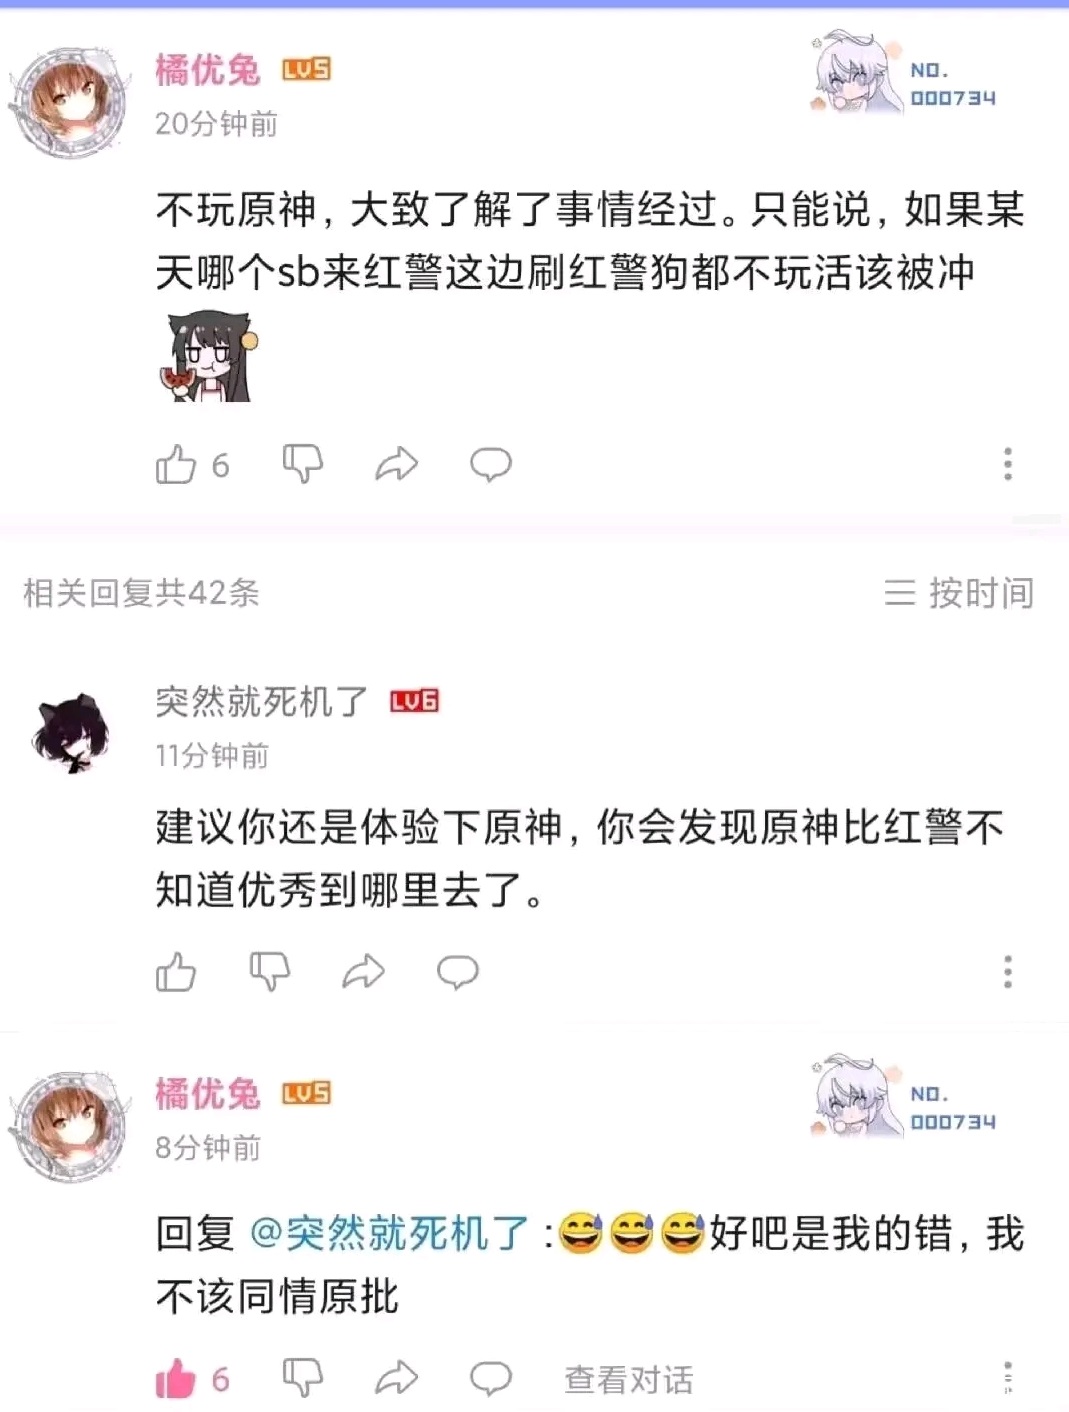 橘优兔 LV5
NO.
000734
20分钟前
不玩原神，大致了解了事情经过。只能说，如果某
天哪个sb来红警这边刷红警狗都不玩活该被冲
6
相关回复共42条
按时间
突然就死机了 LV6
11分钟前
建议你还是体验下原神，你会发现原神比红警不
知道优秀到哪里去了。
橘优兔 LV5
NO.
000734
8分钟前
回复 @突然就死机了 :😅😅😅好吧是我的错，我
不该同情原批
6 查看对话